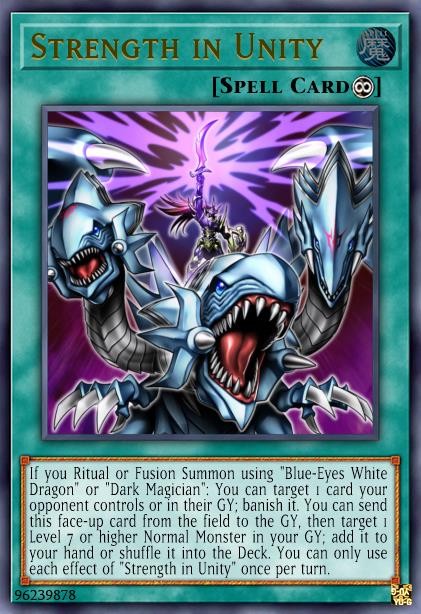 STRENGTH IN UNITY
[SPELL CARD]
魔
If you Ritual or Fusion Summon using "Blue-Eyes White
Dragon" or "Dark Magician": You can target 1 card your
opponent controls or in their GY; banish it. You can send
this face-up card from the field to the GY, then target 1
Level 7 or higher Normal Monster in your GY; add it to
your hand or shuffle it into the Deck. You can only use
each effect of "Strength in Unity" once per turn.
96239878